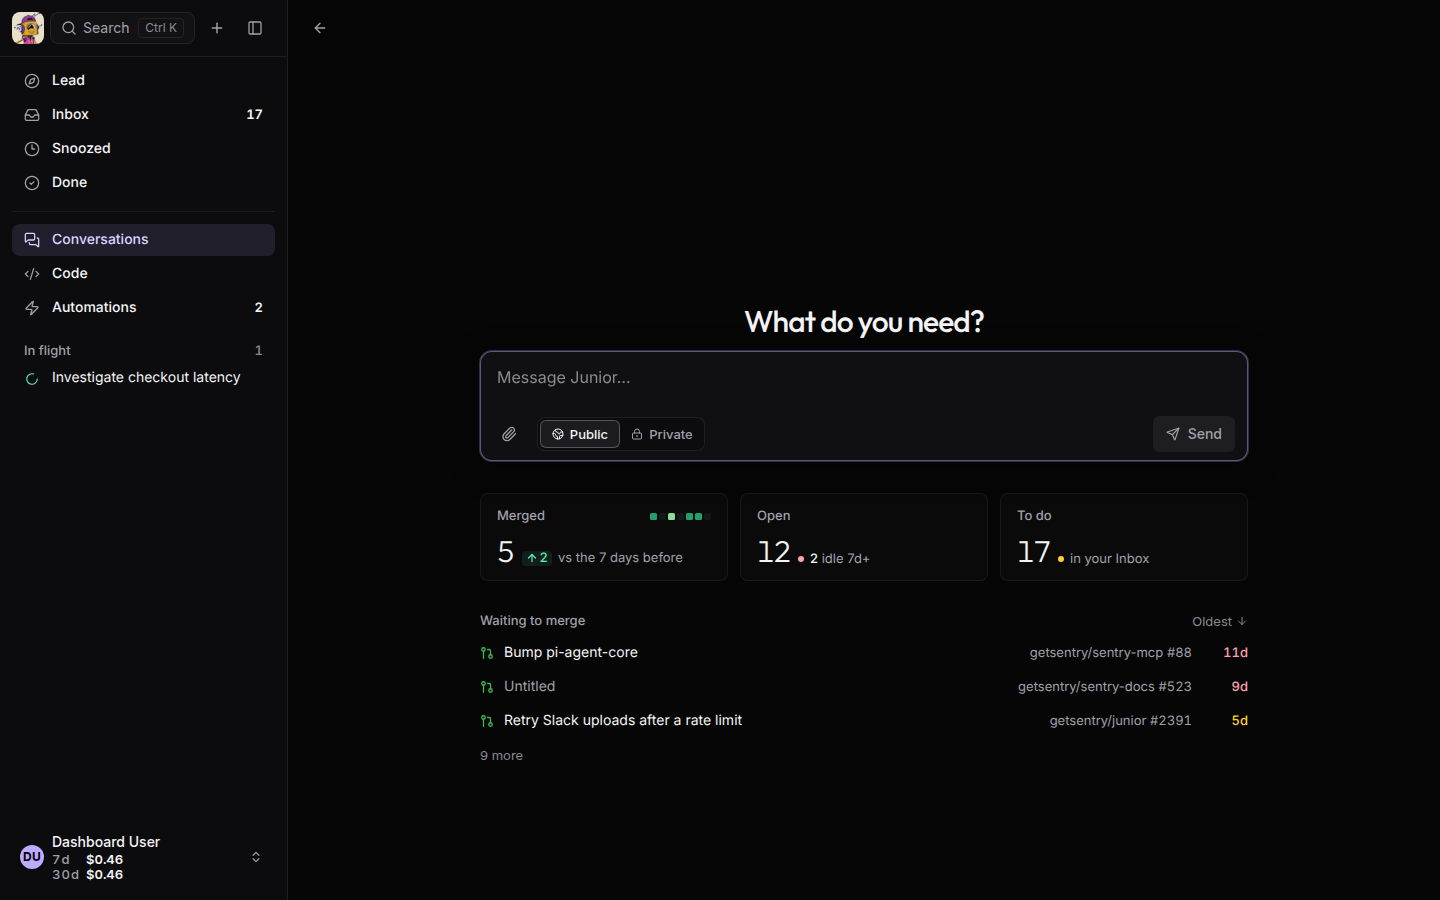 Search Ctrl K
Lead
Inbox 17
Snoozed
Done
Conversations
Code
Automations 2
In flight 1
Investigate checkout latency
Dashboard User
DU
7d $0.46
30d $0.46
What do you need?
Message Junior...
Public Private Send
Merged
5 2 vs the 7 days before
Open
12 2 idle 7d+
To do
17 in your Inbox
Waiting to merge Oldest
Bump pi-agent-core getsentry/sentry-mcp #88 11d
Untitled getsentry/sentry-docs #523 9d
Retry Slack uploads after a rate limit getsentry/junior #2391 5d
9 more